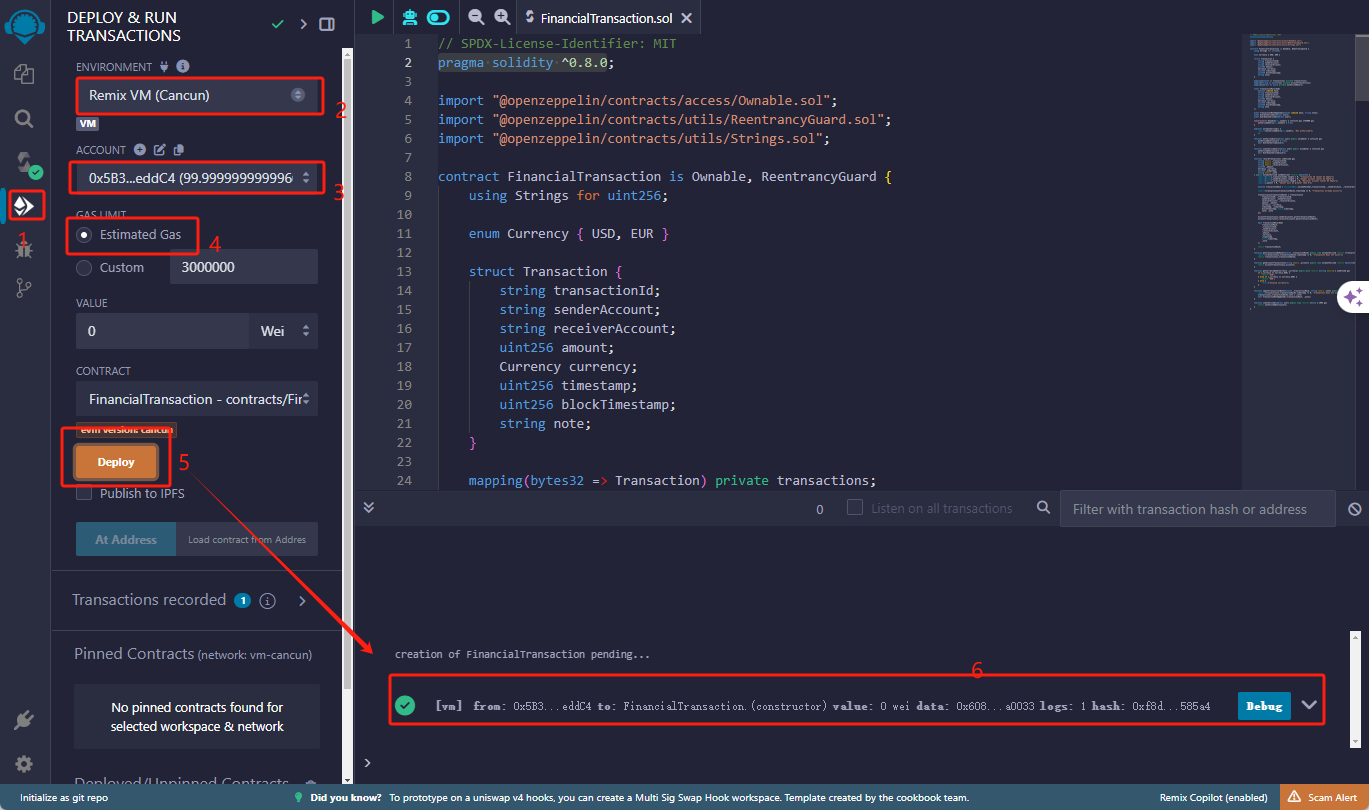 DEPLOY & RUN
TRANSACTIONS
ENVIRONMENT
Remix VM (Cancun)
2
VM
ACCOUNT
0x5B3...eddC4 (99.9999999999996
3
1
GAS LIMIT
Estimated Gas
4
Custom
3000000
VALUE
0
Wei
CONTRACT
FinancialTransaction - contracts/Fin
evm version: cancun
Deploy
5
Publish to IPFS
At Address
Load contract from Addres
Transactions recorded 1
Pinned Contracts (network: vm-cancun)
No pinned contracts found for
selected workspace & network
Deployed/Unpinned Contracts
FinancialTransaction.sol
1 // SPDX-License-Identifier: MIT
2 pragma solidity ^0.8.0;
3
4 import "@openzeppelin/contracts/access/Ownable.sol";
5 import "@openzeppelin/contracts/utils/ReentrancyGuard.sol";
6 import "@openzeppelin/contracts/utils/Strings.sol";
7
8 contract FinancialTransaction is Ownable, ReentrancyGuard {
9 using Strings for uint256;
10
11 enum Currency { USD, EUR }
12
13 struct Transaction {
14 string transactionId;
15 string senderAccount;
16 string receiverAccount;
17 uint256 amount;
18 Currency currency;
19 uint256 timestamp;
20 uint256 blockTimestamp;
21 string note;
22 }
23
24 mapping(bytes32 => Transaction) private transactions;
0
Listen on all transactions
Filter with transaction hash or address
creation of FinancialTransaction pending...
6
[vm] from: 0x5B3...eddC4 to: FinancialTransaction.(constructor) value: 0 wei data: 0x608...a0033 logs: 1 hash: 0xf8d...585a4
Debug
>
Initialize as git repo
Did you know? To prototype on a uniswap v4 hooks, you can create a Multi Sig Swap Hook workspace. Template created by the cookbook team.
Remix Copilot (enabled)
Scam Alert